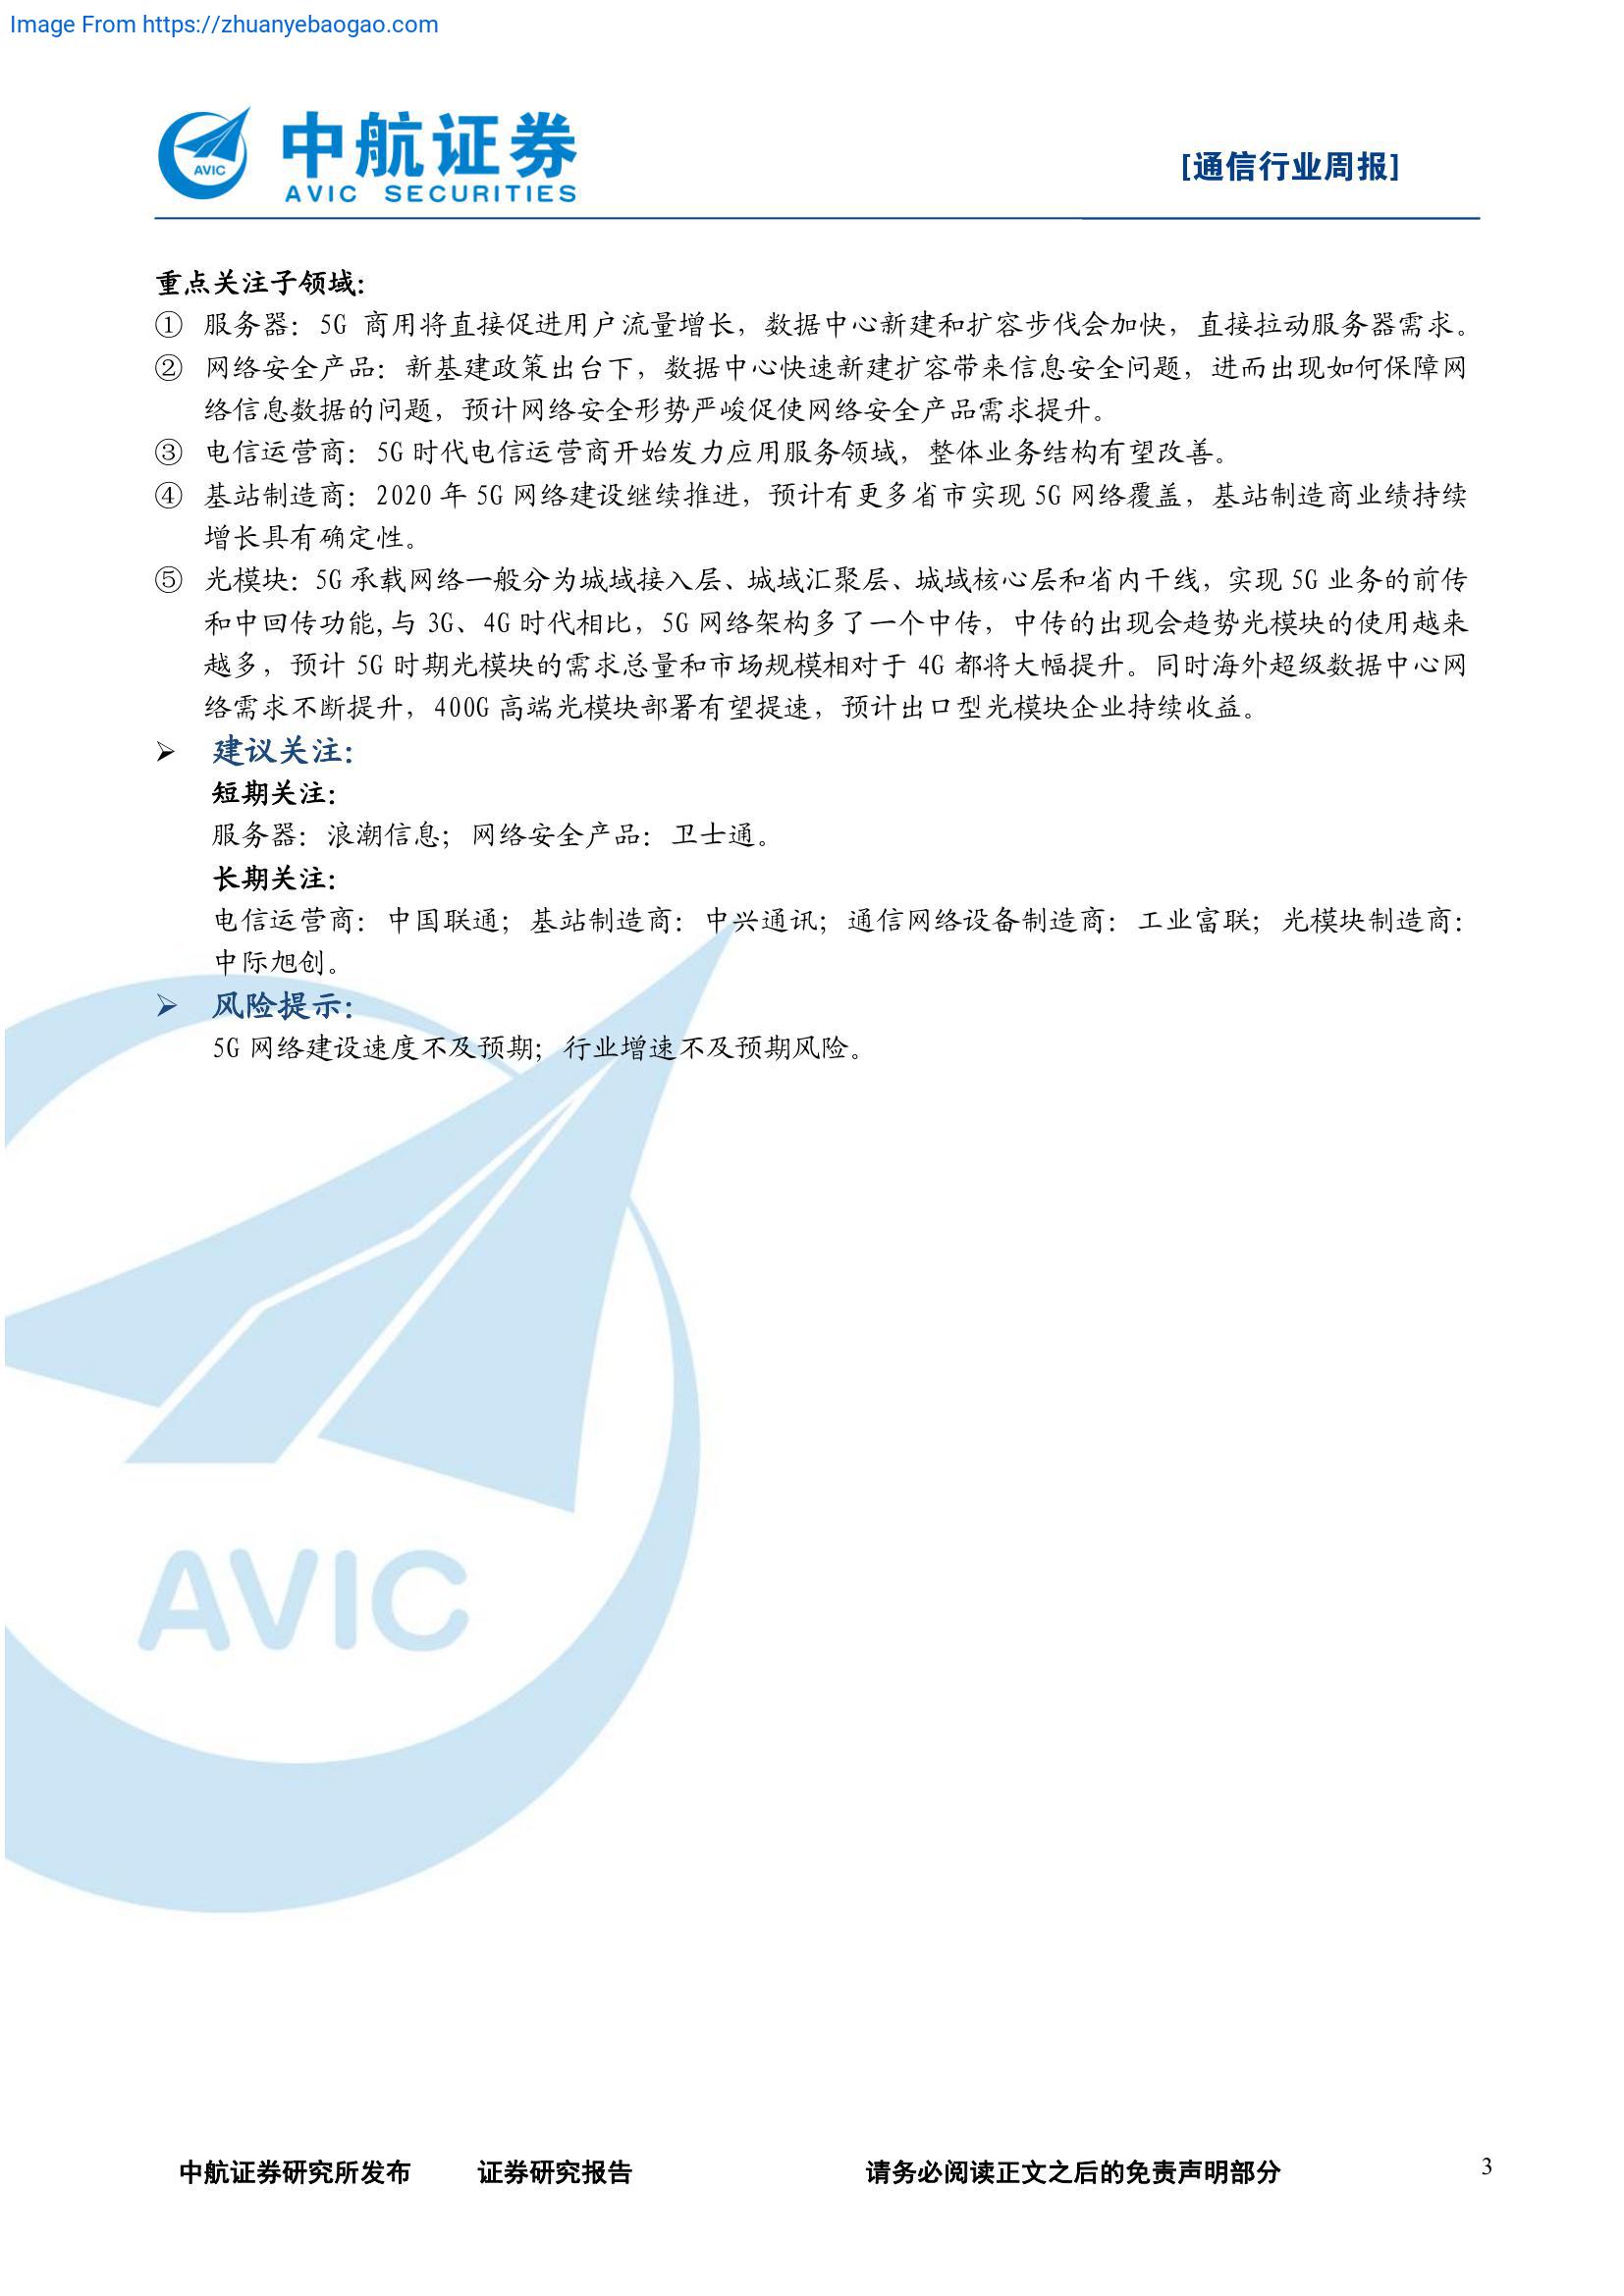 Image From https://zhuanyebaogao.com
AVIC
中航证券
AVIC SECURITIES
[通信行业周报]
重点关注子领域：
① 服务器：5G 商用将直接促进用户流量增长，数据中心新建和扩容步伐会加快，直接拉动服务器需求。
② 网络安全产品：新基建政策出台下，数据中心快速新建扩容带来信息安全问题，进而出现如何保障网
络信息数据的问题，预计网络安全形势严峻促使网络安全产品需求提升。
③ 电信运营商：5G 时代电信运营商开始发力应用服务领域，整体业务结构有望改善。
④ 基站制造商：2020 年 5G 网络建设继续推进，预计有更多省市实现 5G 网络覆盖，基站制造商业绩持续
增长具有确定性。
⑤ 光模块：5G 承载网络一般分为城域接入层、城域汇聚层、城域核心层和省内干线，实现 5G 业务的前传
和中回传功能,与 3G、4G 时代相比，5G 网络架构多了一个中传，中传的出现会趋势光模块的使用越来
越多，预计 5G 时期光模块的需求总量和市场规模相对于 4G 都将大幅提升。同时海外超级数据中心网
络需求不断提升，400G 高端光模块部署有望提速，预计出口型光模块企业持续收益。
➢ 建议关注：
短期关注：
服务器：浪潮信息；网络安全产品：卫士通。
长期关注：
电信运营商：中国联通；基站制造商：中兴通讯；通信网络设备制造商：工业富联；光模块制造商：
中际旭创。
➢ 风险提示：
5G 网络建设速度不及预期；行业增速不及预期风险。
AVIC
中航证券研究所发布 证券研究报告 请务必阅读正文之后的免责声明部分 3